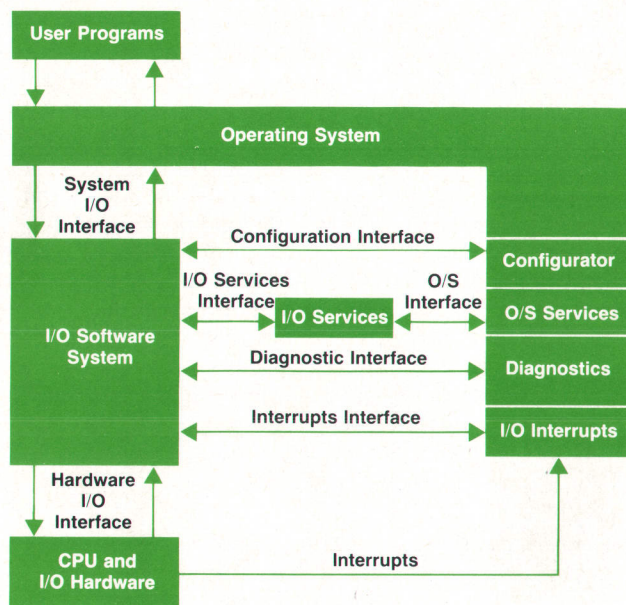 User Programs
Operating System
System
I/O
Interface
Configuration Interface
Configurator
I/O Services
Interface
O/S
Interface
I/O Services
O/S Services
I/O Software
System
Diagnostic Interface
Diagnostics
Interrupts Interface
I/O Interrupts
Hardware
I/O
Interface
CPU and
I/O Hardware
Interrupts